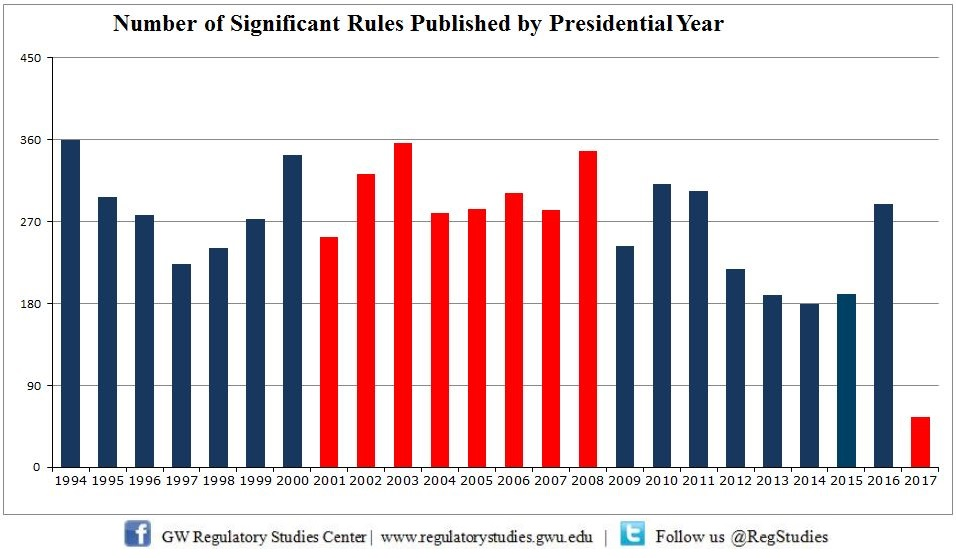 Number of Significant Rules Published by Presidential Year
450
360
270
180
90
0
1994 1995 1996 1997 1998 1999 2000 2001 2002 2003 2004 2005 2006 2007 2008 2009 2010 2011 2012 2013 2014 2015 2016 2017
GW Regulatory Studies Center | www.regulatorystudies.gwu.edu | Follow us @RegStudies